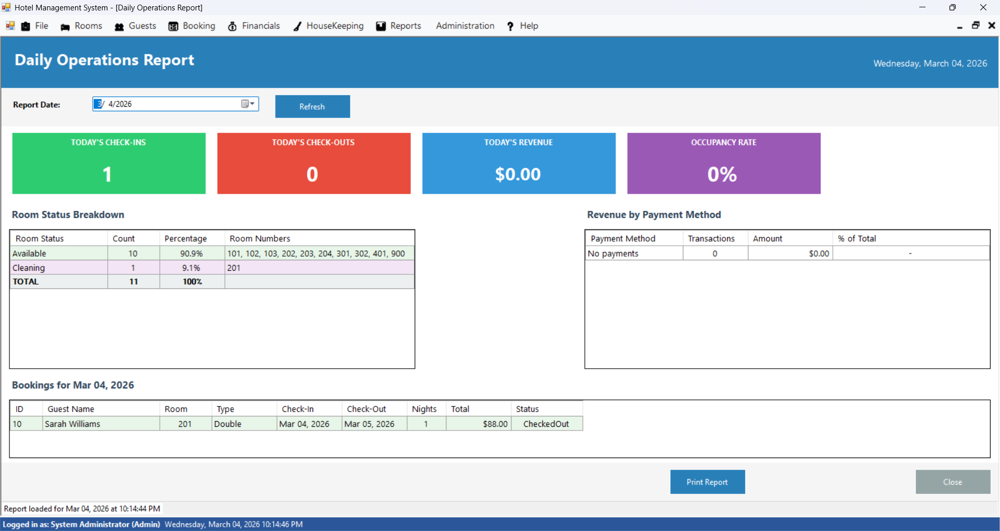 Hotel Management System - [Daily Operations Report]
File Rooms Guests Booking Financials HouseKeeping Reports Administration Help
Daily Operations Report
Wednesday, March 04, 2026
Report Date: 3/ 4/2026 Refresh
TODAY'S CHECK-INS
1
TODAY'S CHECK-OUTS
0
TODAY'S REVENUE
$0.00
OCCUPANCY RATE
0%
Room Status Breakdown
Room Status Count Percentage Room Numbers
Available 10 90.9% 101, 102, 103, 202, 203, 204, 301, 302, 401, 900
Cleaning 1 9.1% 201
TOTAL 11 100%
Revenue by Payment Method
Payment Method Transactions Amount % of Total
No payments 0 $0.00 -
Bookings for Mar 04, 2026
ID Guest Name Room Type Check-In Check-Out Nights Total Status
10 Sarah Williams 201 Double Mar 04, 2026 Mar 05, 2026 1 $88.00 CheckedOut
Print Report Close
Report loaded for Mar 04, 2026 at 10:14:44 PM
Logged in as: System Administrator (Admin) Wednesday, March 04, 2026 10:14:46 PM